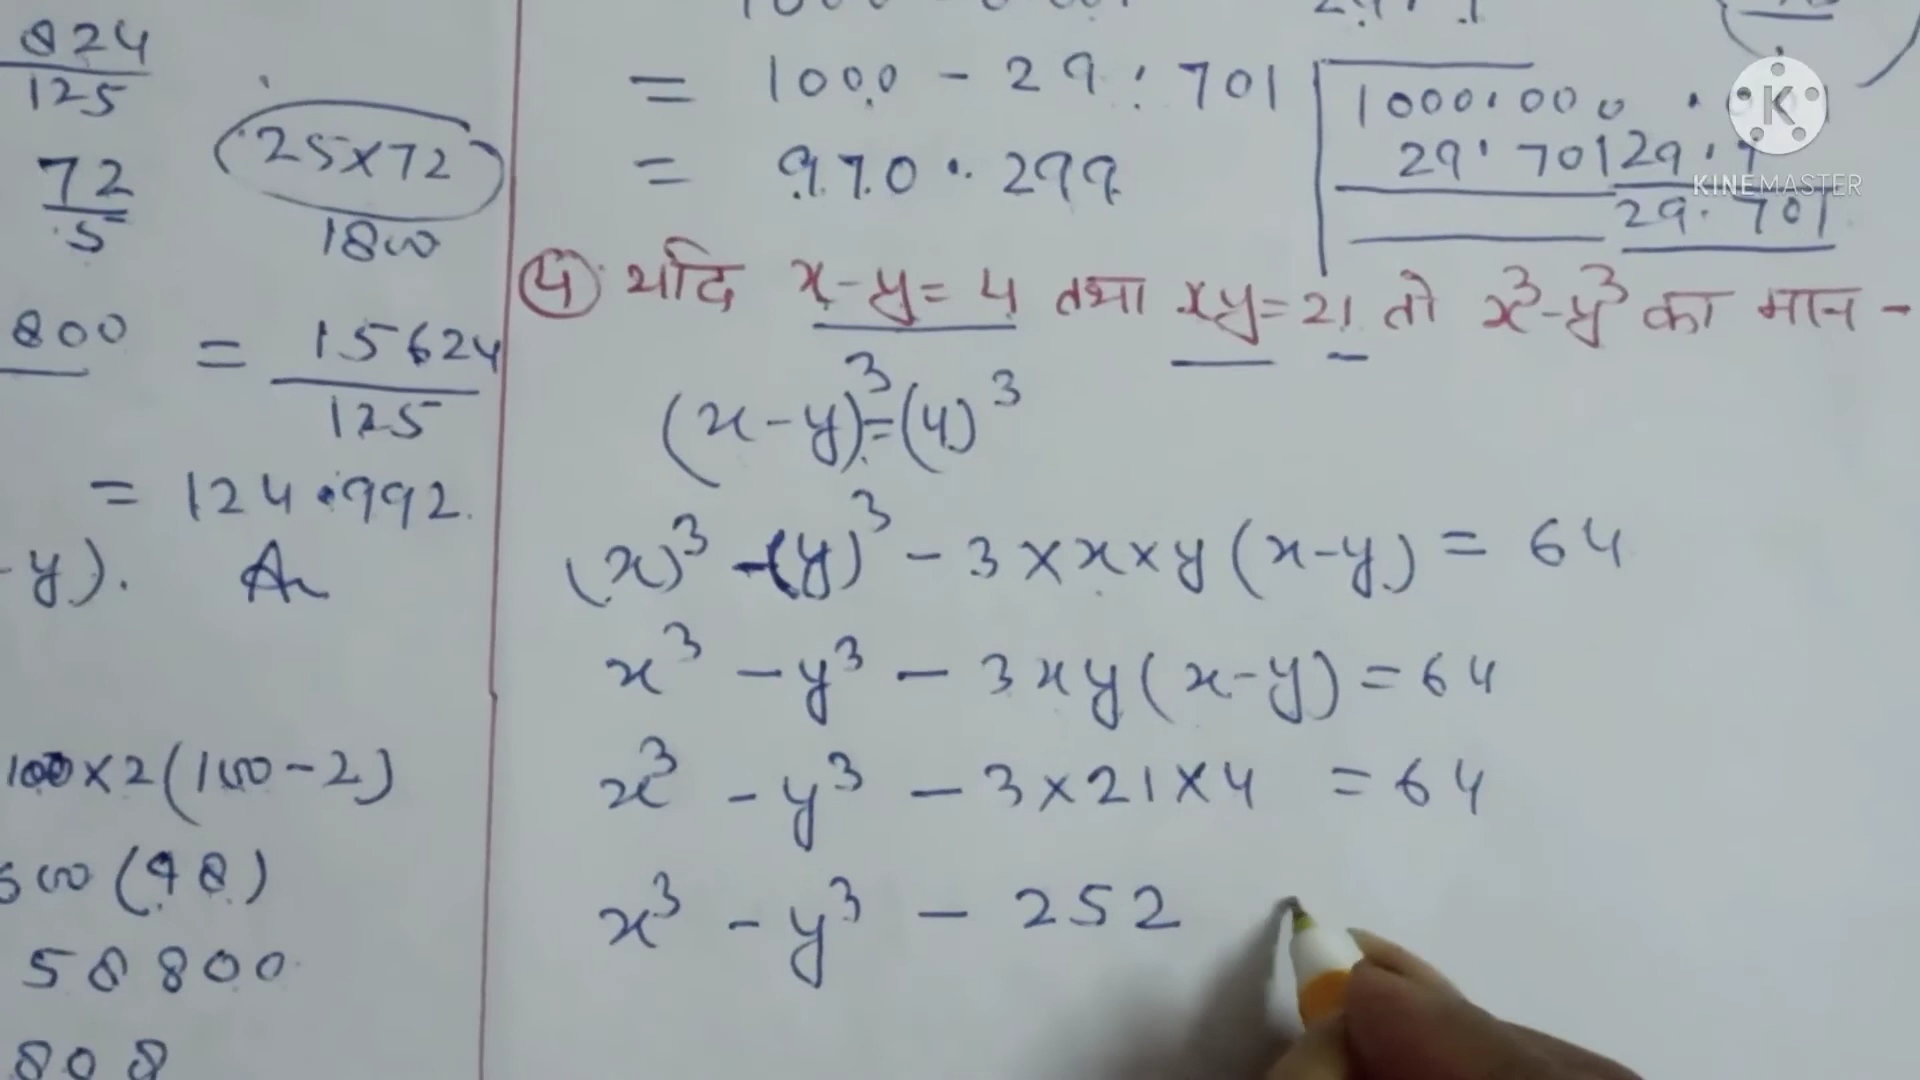 824
125
72
5
25×72
1800
800 = 15624
125
= 124.992
-y). An
100×2(100-2)
(98)
58800
808
= 1000 - 29.701
= 970.299
1000.000
29.701
29.701
KINEMASTER
④ यदि x-y=4 तथा xy=21 तो x³-y³ का मान -
(x-y)³=(4)³
(x)³-(y)³-3×x×y(x-y)=64
x³-y³-3xy(x-y)=64
x³-y³-3×21×4=64
x³-y³-252